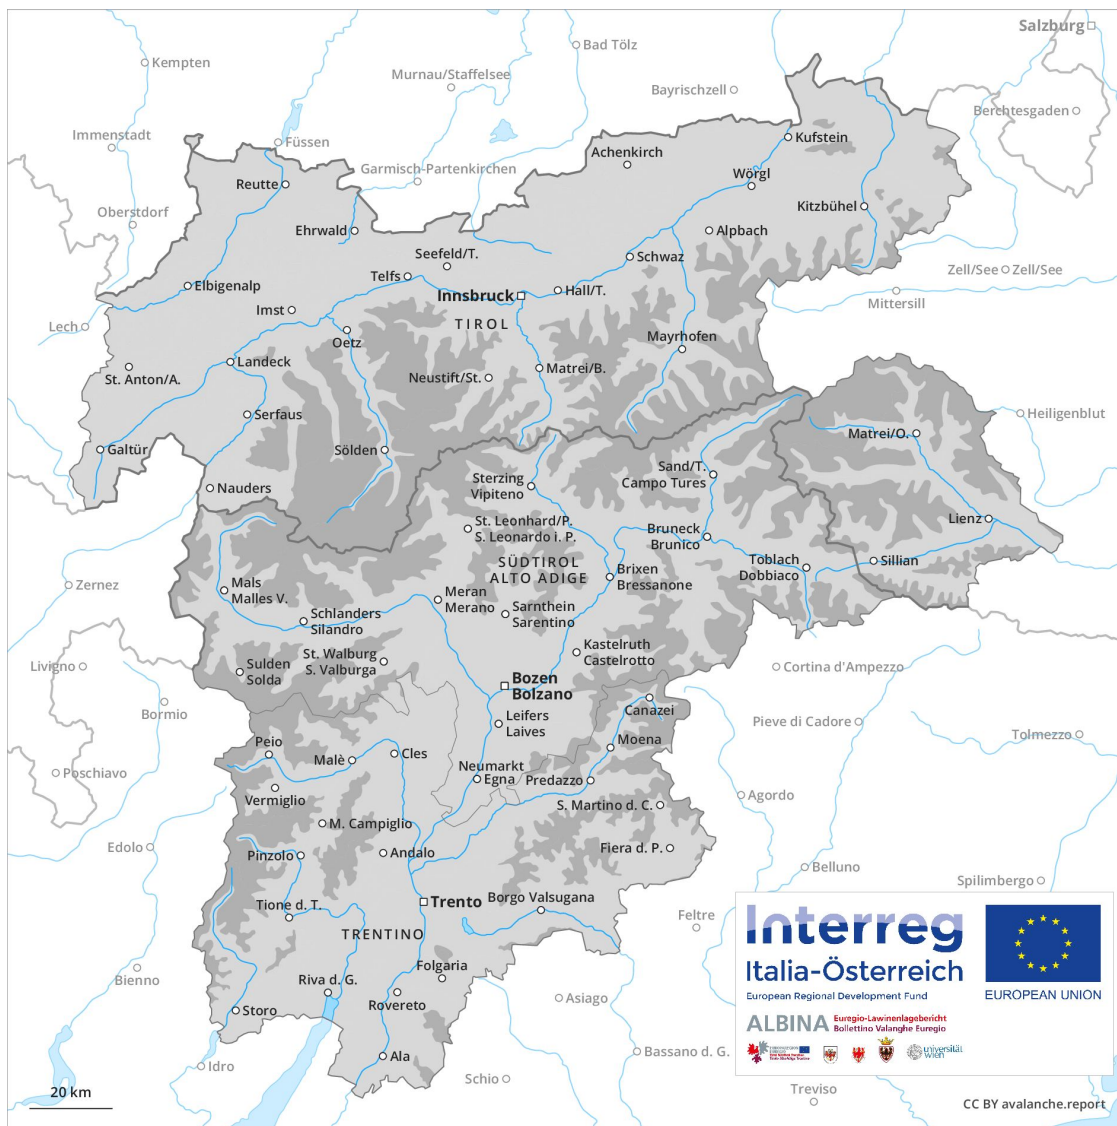 Salzburg
Bad Tölz
Kempten
Murnau/Staffelsee
Bayrischzell
Berchtesgaden
Immenstadt
Füssen
Kufstein
Achenkirch
Garmisch-Partenkirchen
Wörgl
Reutte
Oberstdorf
Kitzbühel
Ehrwald
Alpbach
Seefeld/T.
Schwaz
Telfs
Zell/See
Zell/See
Elbigenalp
Hall/T.
Innsbruck
Mittersill
Imst
TIROL
Lech
Oetz
Mayrhofen
Landeck
Matrei/B.
St. Anton/A.
Neustift/St.
Serfaus
Heiligenblut
Matrei/O.
Galtür
Sölden
Sterzing
Vipiteno
Sand/T.
Campo Tures
Nauders
St. Leonhard/P.
S. Leonardo i. P.
Lienz
Bruneck
Brunico
SÜDTIROL
ALTO ADIGE
Toblach
Dobbiaco
Sillian
Brixen
Bressanone
Zernez
Mals
Malles V.
Meran
Merano
Schlanders
Silandro
Sarnthein
Sarentino
Kastelruth
Castelrotto
St. Walburg
S. Valburga
Livigno
Sulden
Solda
Cortina d'Ampezzo
Bozen
Bolzano
Bormio
Canazei
Leifers
Laives
Pieve di Cadore
Tolmezzo
Moena
Peio
Malè
Cles
Poschiavo
Neumarkt
Egna
Predazzo
Vermiglio
S. Martino d. C.
Agordo
M. Campiglio
Edolo
Pinzolo
Andalo
Fiera d. P.
Belluno
Spilimbergo
Tione d. T.
Trento
Borgo Valsugana
Feltre
TRENTINO
Folgaria
Bienno
Riva d. G.
Rovereto
Asiago
Storo
Ala
Bassano d. G.
Idro
Schio
Treviso
Interreg
Italia-Österreich
European Regional Development Fund
EUROPEAN UNION
ALBINA
Euregio-Lawinenlagebericht
Bollettino Valanghe Euregio
universität
wien
20 km
CC BY avalanche.report